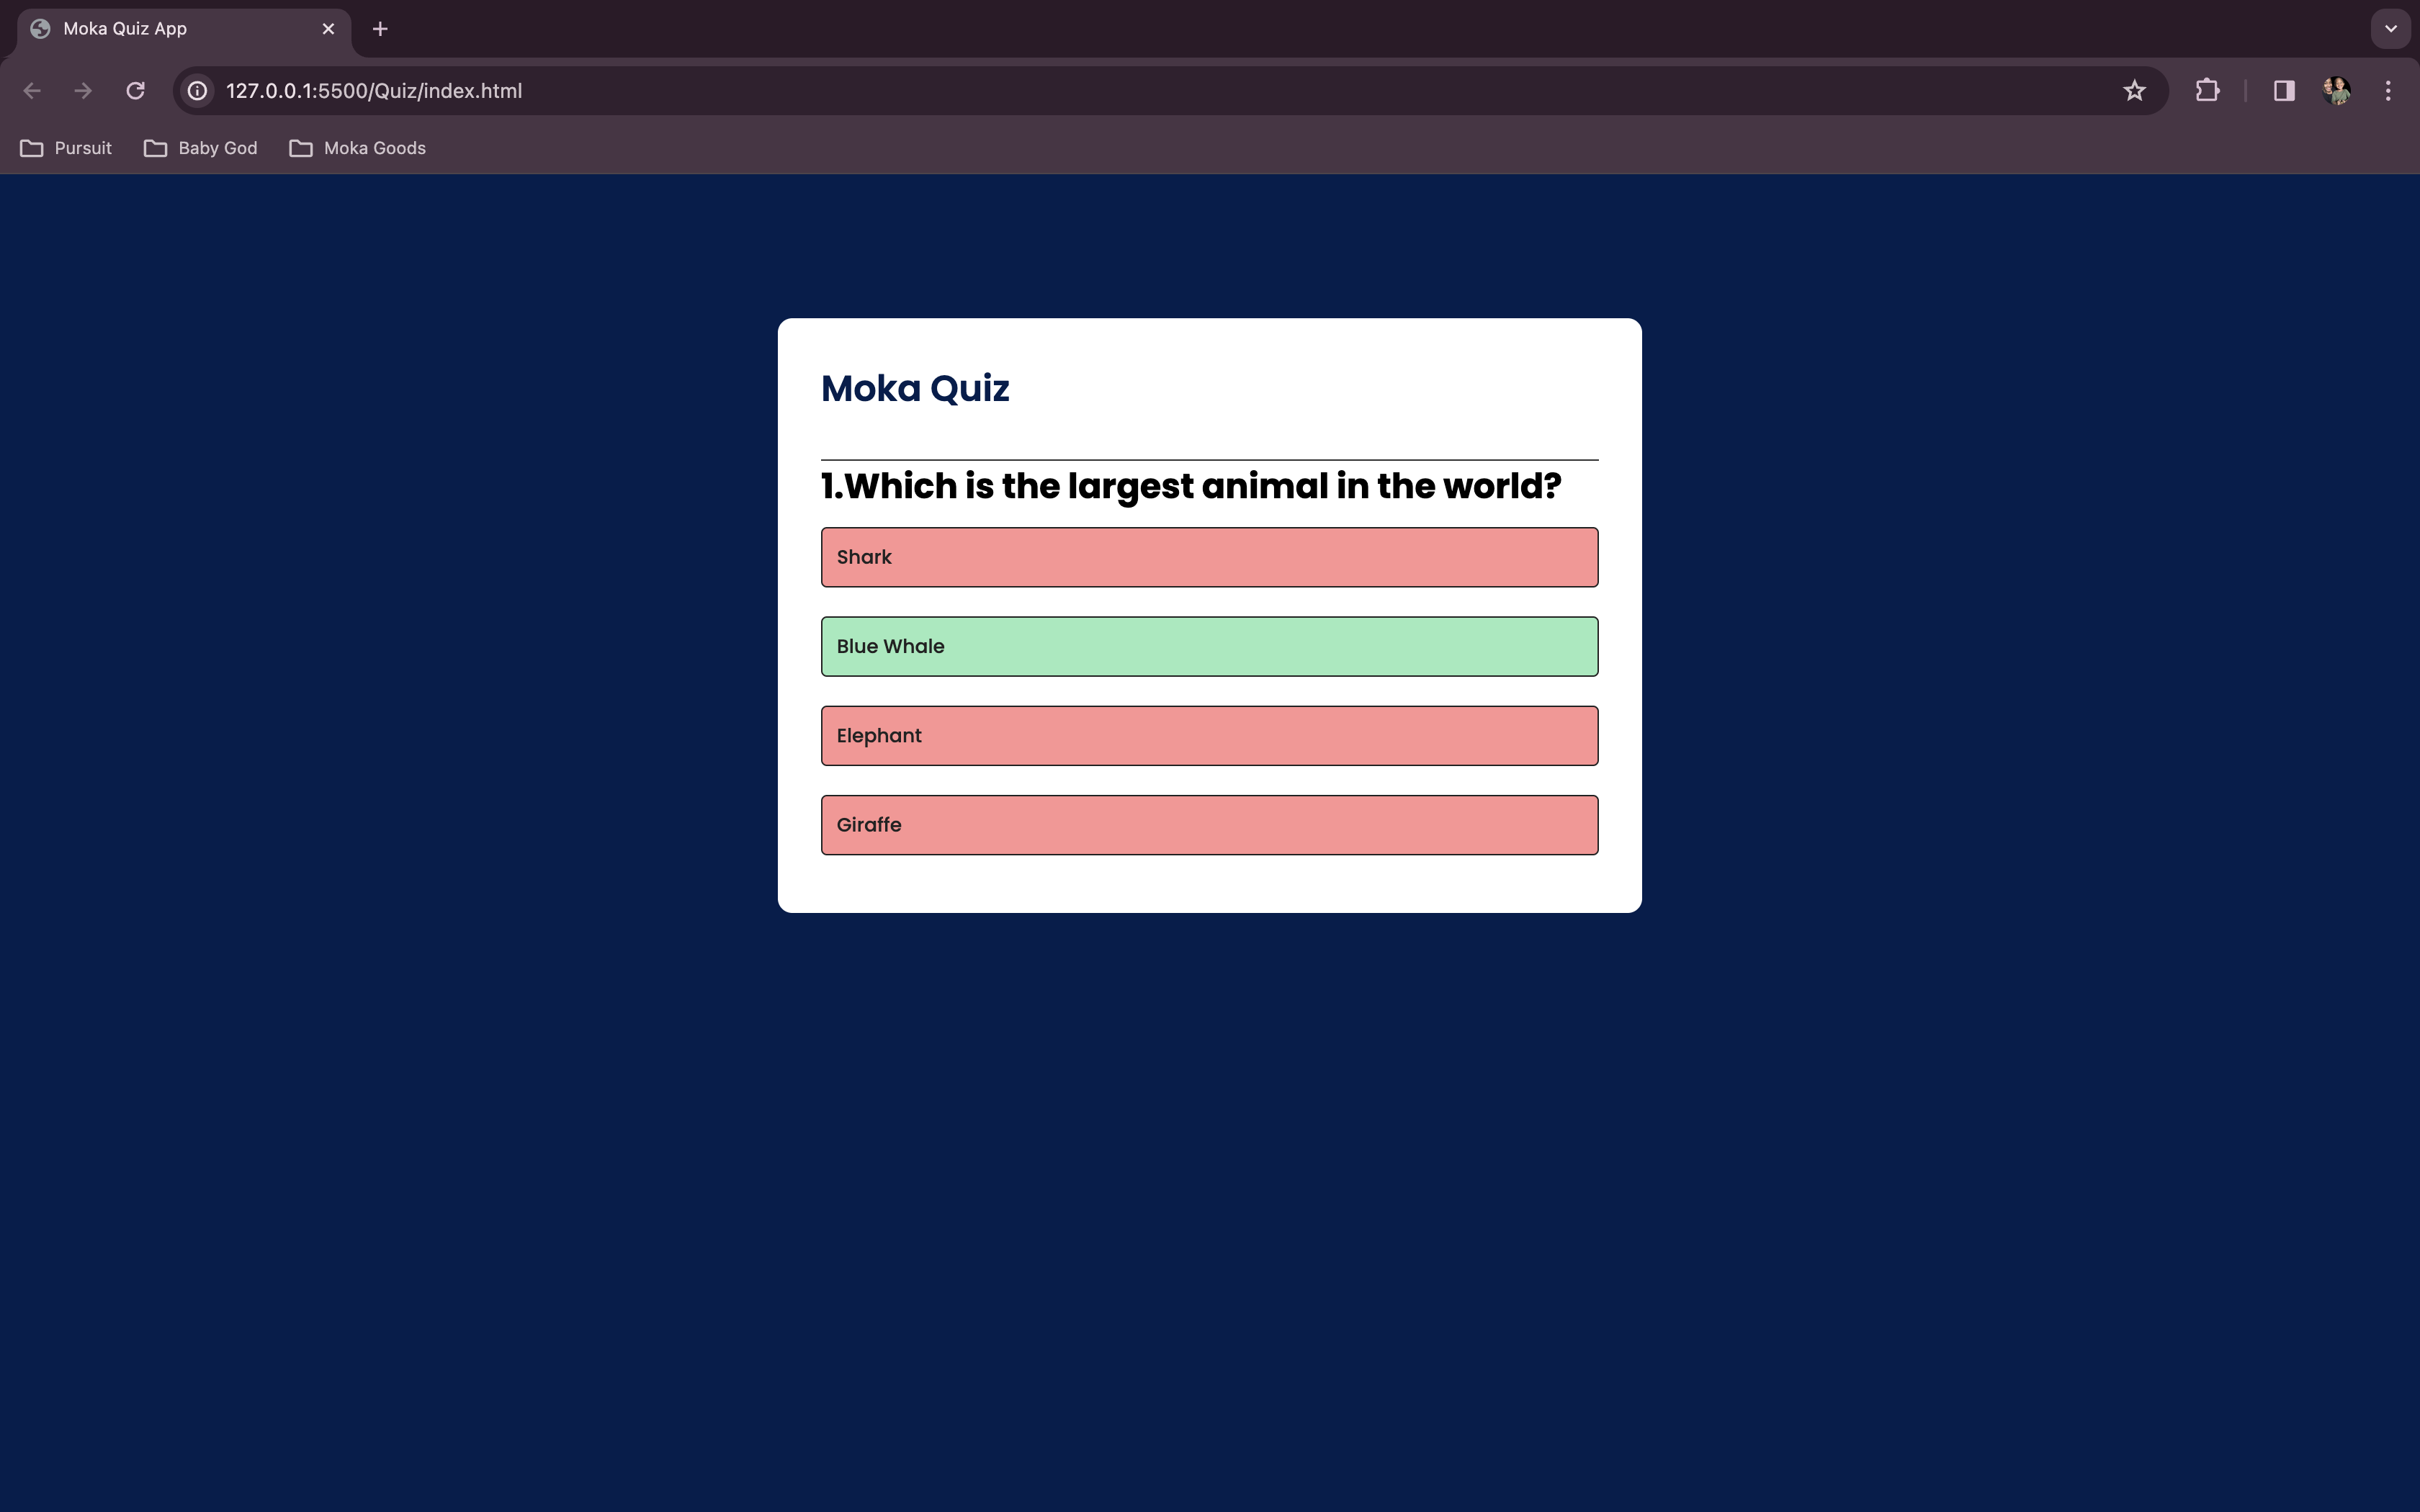 Moka Quiz App
127.0.0.1:5500/Quiz/index.html
Pursuit Baby God Moka Goods
Moka Quiz
1.Which is the largest animal in the world?
Shark
Blue Whale
Elephant
Giraffe